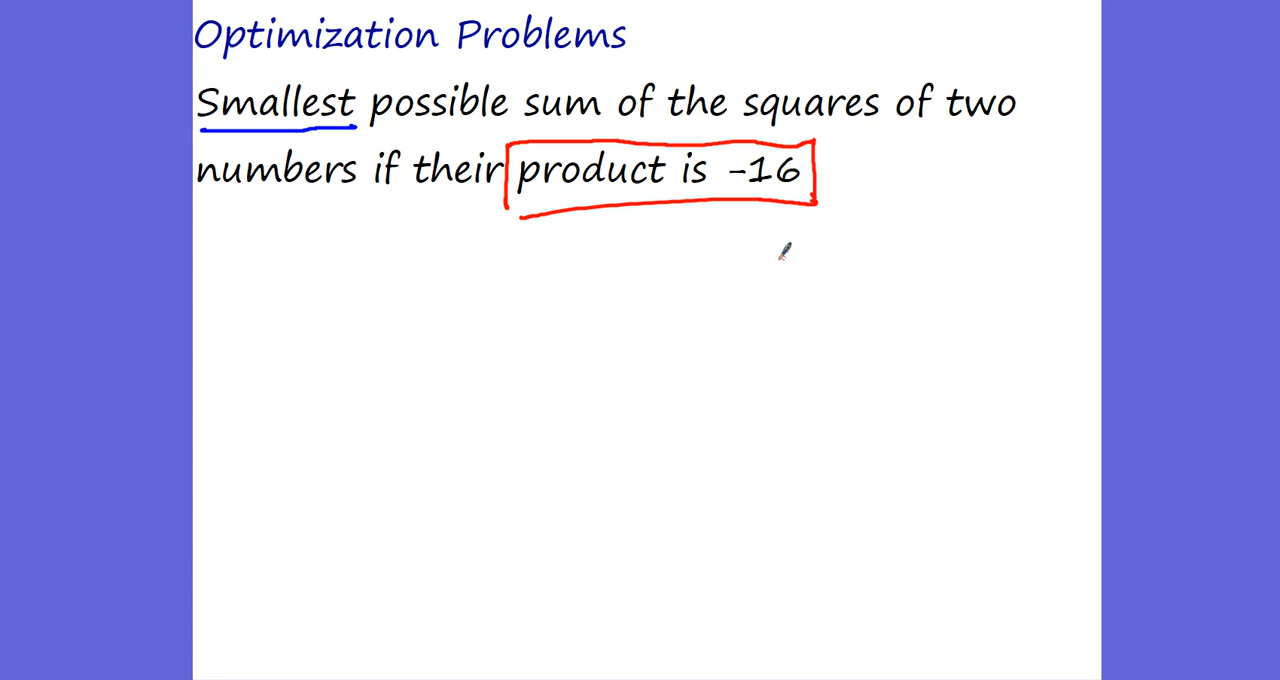 Optimization Problems
Smallest possible sum of the squares of two
numbers if their product is -16